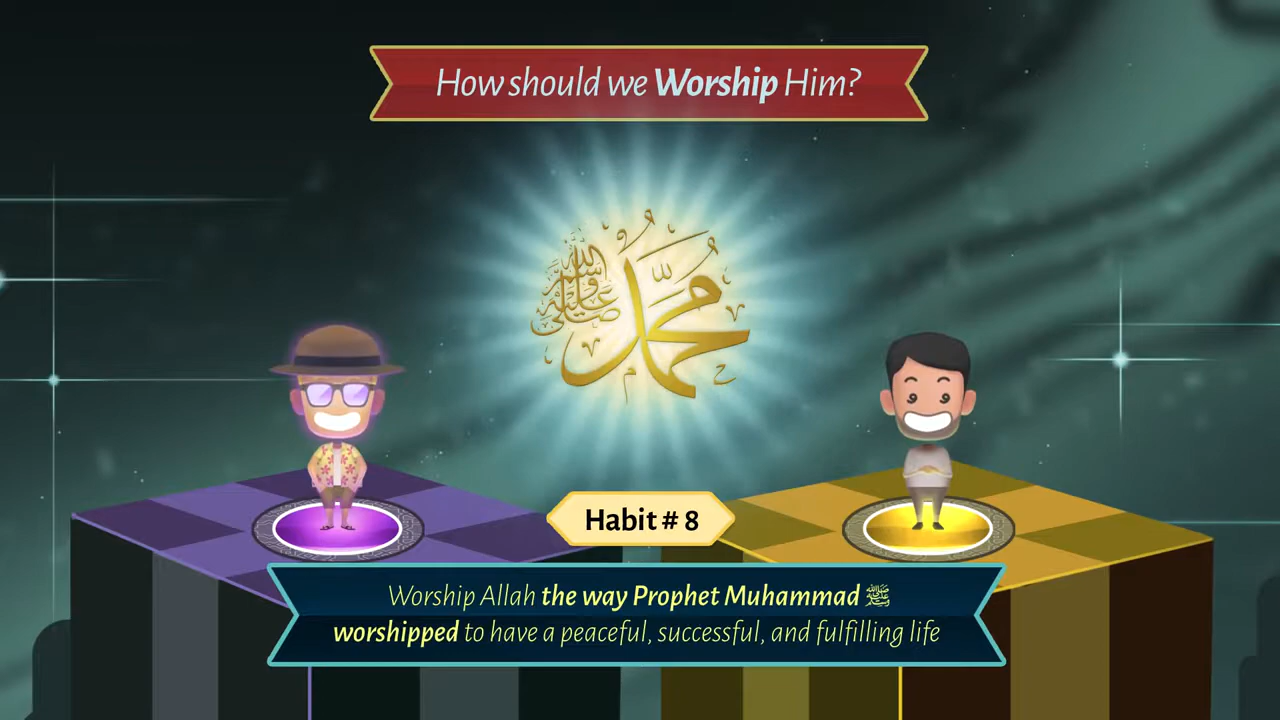 How should we Worship Him?
محمد
صلى الله عليه وسلم
Habit # 8
Worship Allah the way Prophet Muhammad ﷺ
worshipped to have a peaceful, successful, and fulfilling life